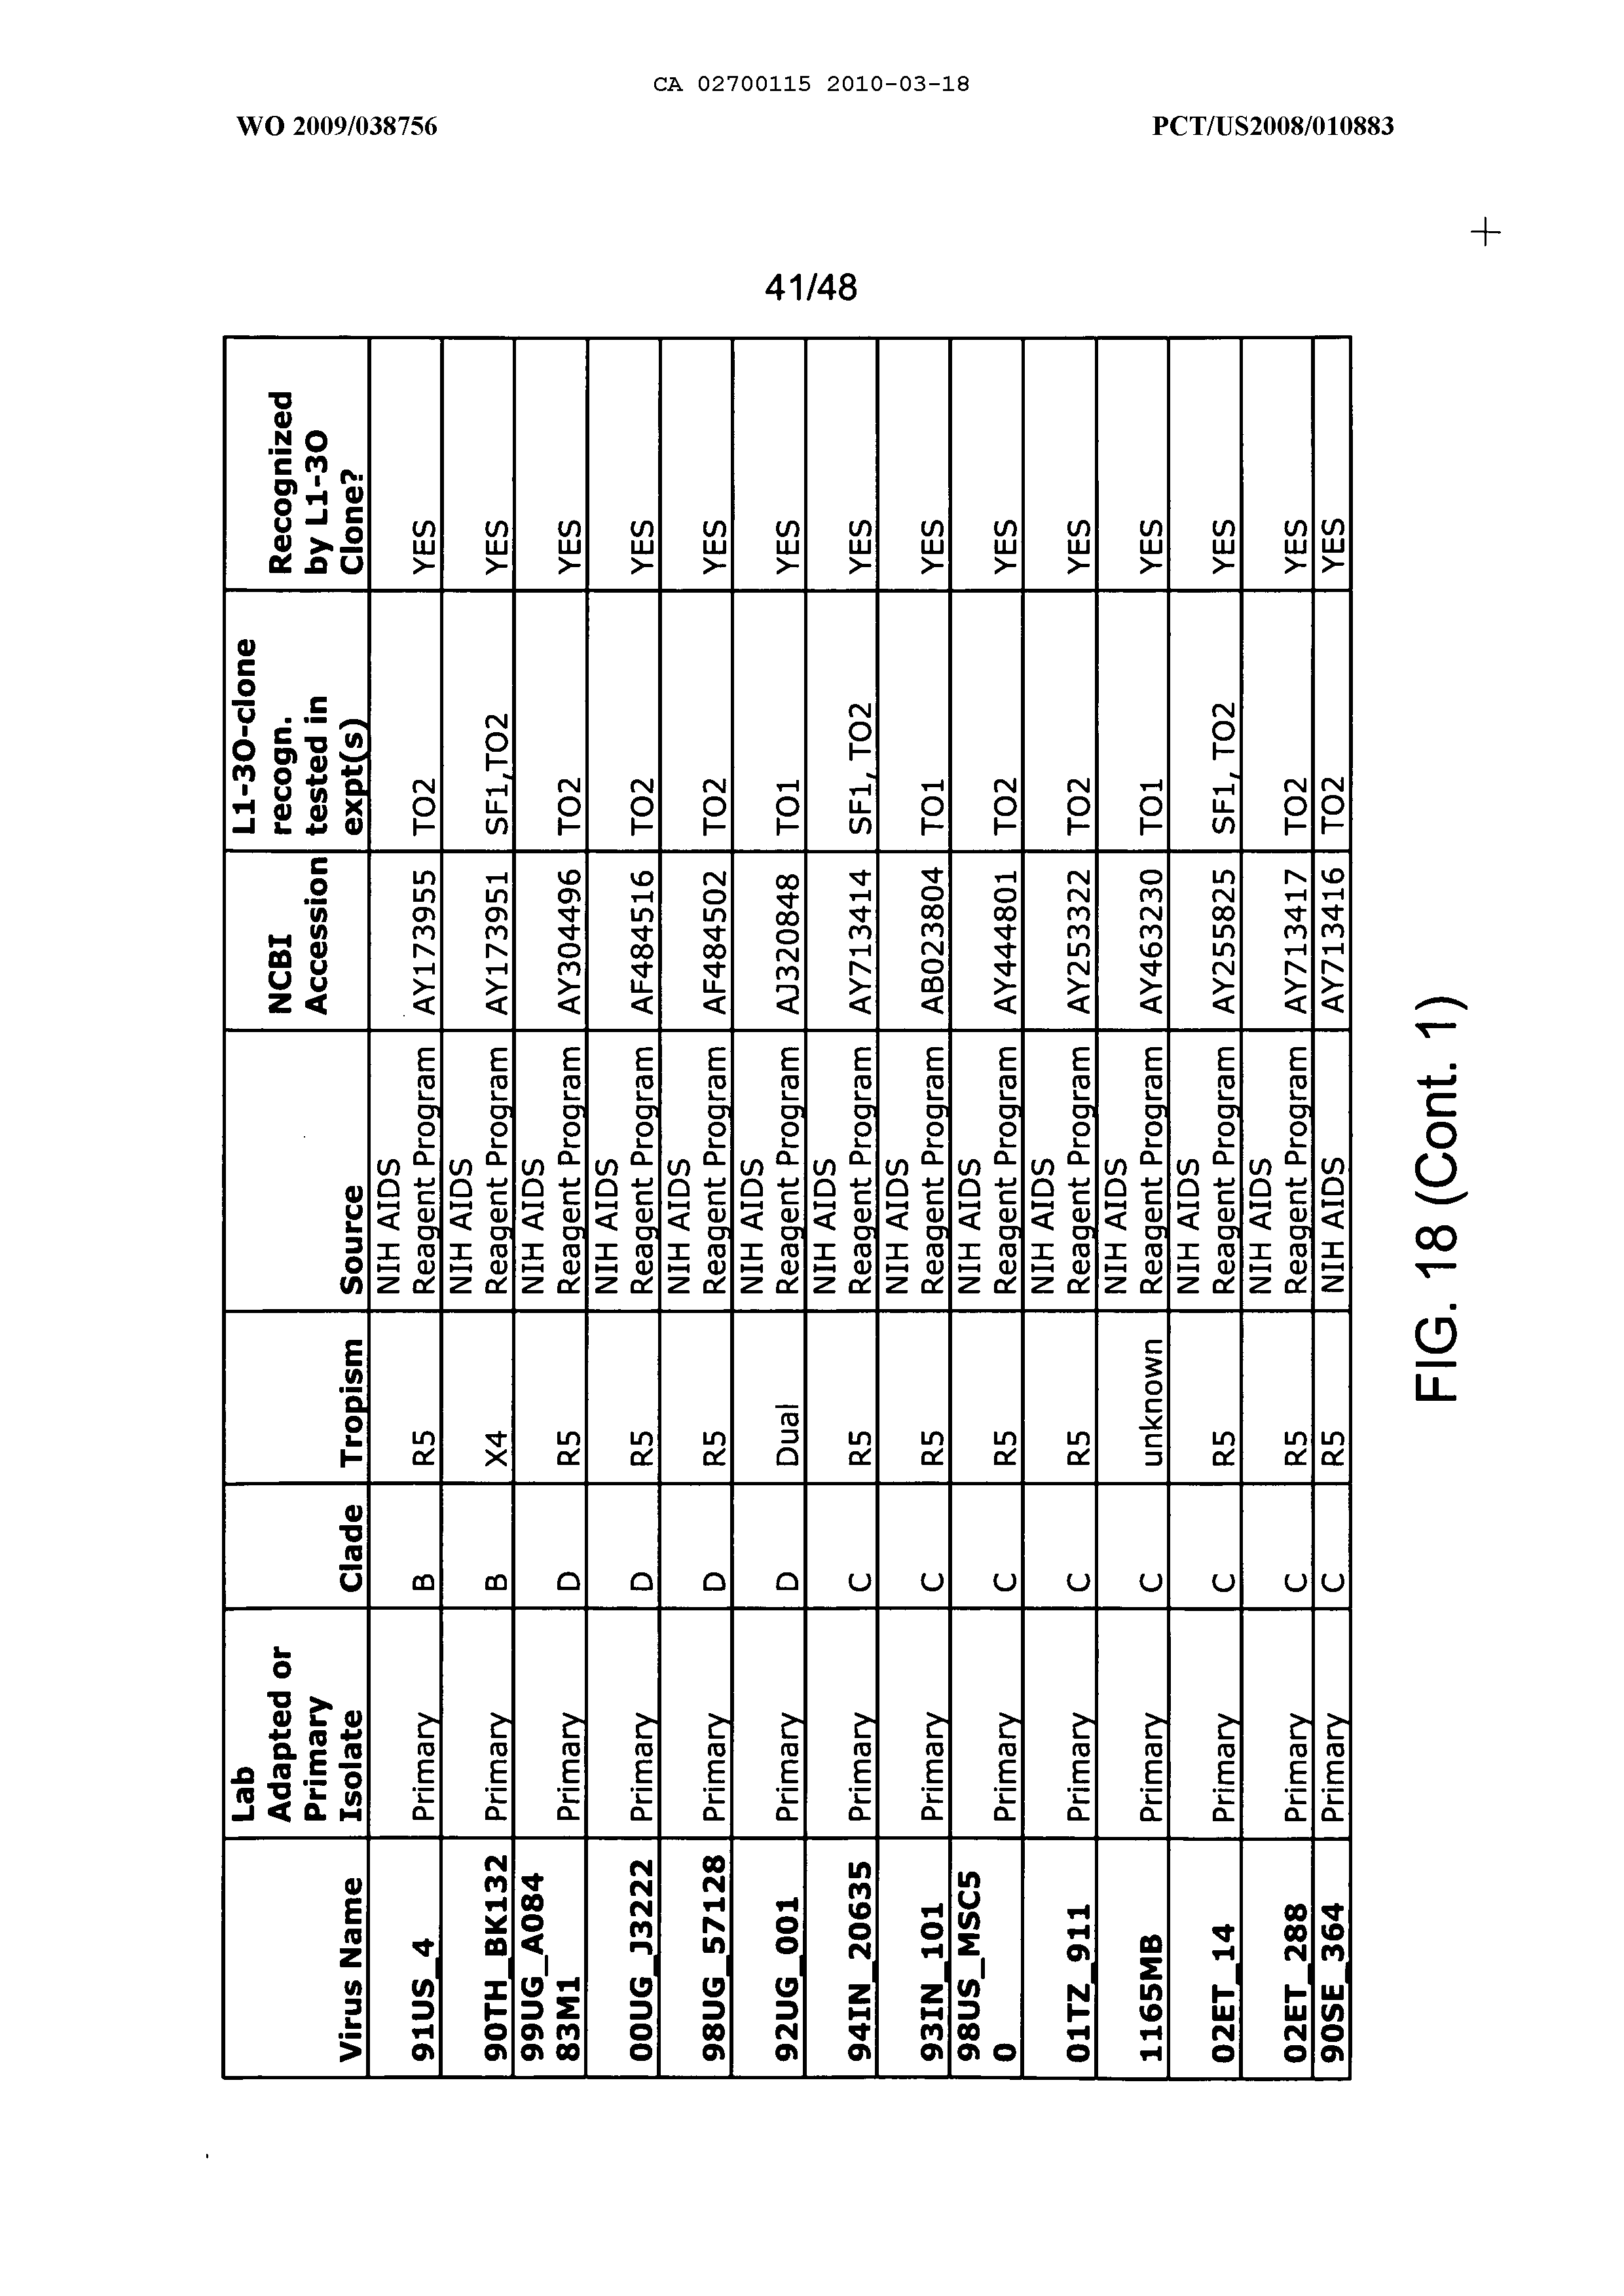 CA 02700115 2010-03-18
WO 2009/038756 PCT/US2008/010883
41/48
Virus Name | Lab Adapted or Primary Isolate | Clade | Tropism | Source | NCBI Accession | L1-3O-clone recogn. tested in expt(s) | Recognized by L1-3O Clone?
91US_4 | Primary | B | R5 | NIH AIDS Reagent Program | AY173955 | TO2 | YES
90TH_BK132 | Primary | B | X4 | NIH AIDS Reagent Program | AY173951 | SF1,TO2 | YES
99UG_A08483M1 | Primary | D | R5 | NIH AIDS Reagent Program | AY304496 | TO2 | YES
00UG_J3222 | Primary | D | R5 | NIH AIDS Reagent Program | AF484516 | TO2 | YES
98UG_57128 | Primary | D | R5 | NIH AIDS Reagent Program | AF484502 | TO2 | YES
92UG_001 | Primary | D | Dual | NIH AIDS Reagent Program | AJ320848 | TO1 | YES
94IN_20635 | Primary | C | R5 | NIH AIDS Reagent Program | AY713414 | SF1, TO2 | YES
93IN_101 | Primary | C | R5 | NIH AIDS Reagent Program | AB023804 | TO1 | YES
98US_MSC50 | Primary | C | R5 | NIH AIDS Reagent Program | AY444801 | TO2 | YES
01TZ_911 | Primary | C | R5 | NIH AIDS Reagent Program | AY253322 | TO2 | YES
1165MB | Primary | C | unknown | NIH AIDS Reagent Program | AY463230 | TO1 | YES
02ET_14 | Primary | C | R5 | NIH AIDS Reagent Program | AY255825 | SF1, TO2 | YES
02ET_288 | Primary | C | R5 | NIH AIDS Reagent Program | AY713417 | TO2 | YES
90SE_364 | Primary | C | R5 | NIH AIDS | AY713416 | TO2 | YES
FIG. 18 (Cont. 1)